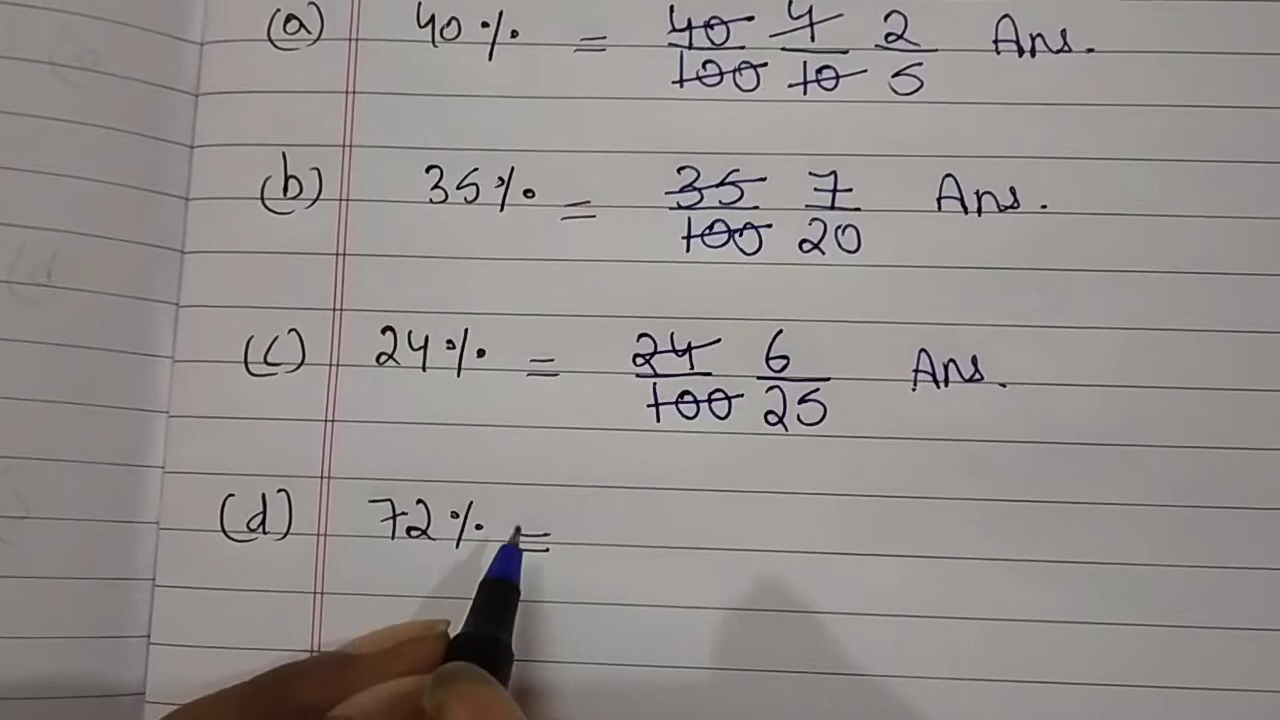 (a) 40% = 40/100 4/10 2/5 Ans.
(b) 35% = 35/100 7/20 Ans.
(c) 24% = 24/100 6/25 Ans.
(d) 72% =